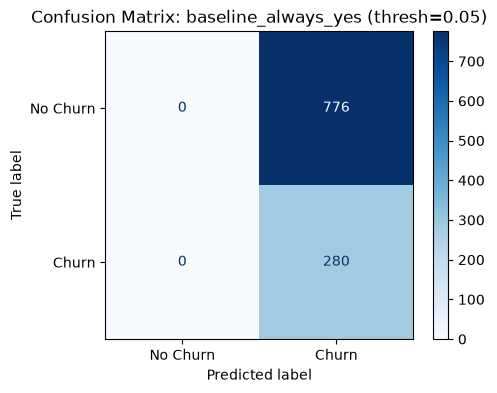 Confusion Matrix: baseline_always_yes (thresh=0.05)
True label
No Churn
Churn
0
776
0
280
No Churn
Churn
Predicted label
700
600
500
400
300
200
100
0